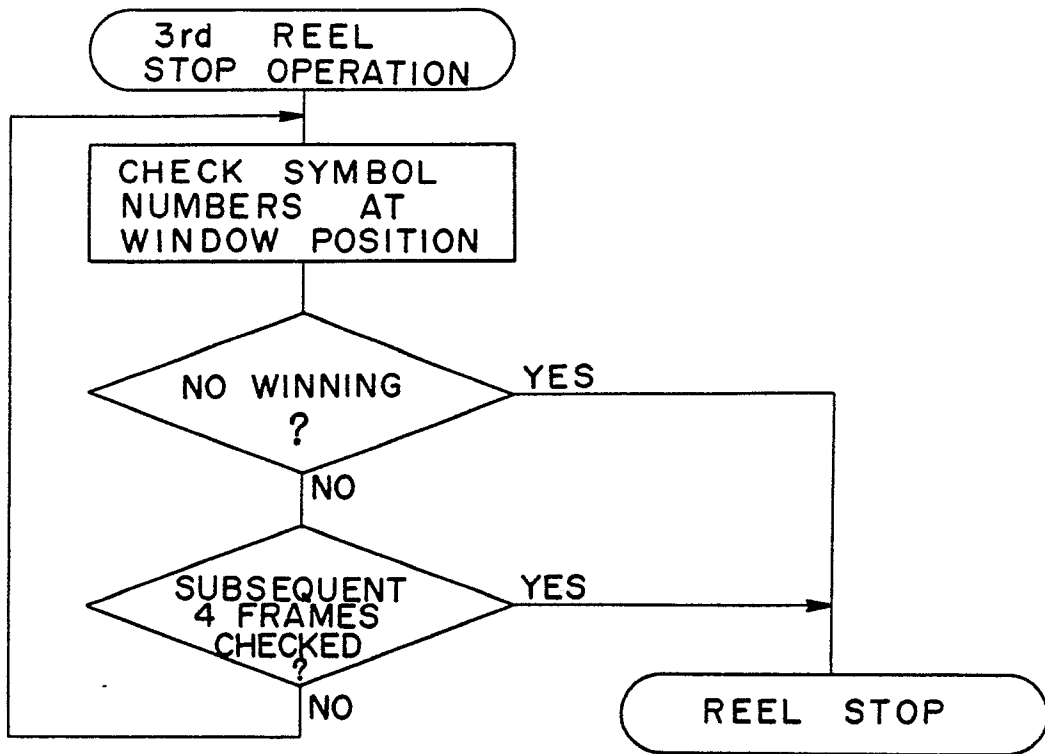 3rd REEL
STOP OPERATION
CHECK SYMBOL
NUMBERS AT
WINDOW POSITION
NO WINNING
?
YES
NO
SUBSEQUENT
4 FRAMES
CHECKED
?
YES
NO
REEL STOP